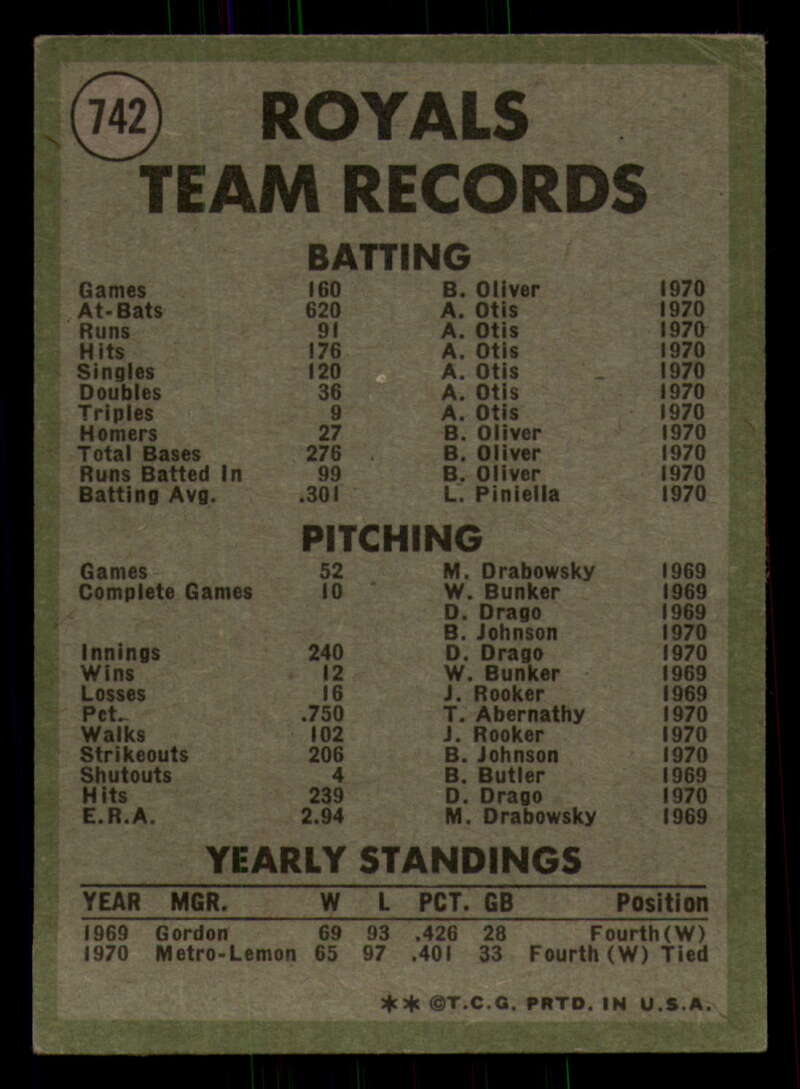 742
ROYALS
TEAM RECORDS
BATTING
Games 160 B. Oliver 1970
At-Bats 620 A. Otis 1970
Runs 91 A. Otis 1970
Hits 176 A. Otis 1970
Singles 120 A. Otis 1970
Doubles 36 A. Otis 1970
Triples 9 A. Otis 1970
Homers 27 B. Oliver 1970
Total Bases 276 B. Oliver 1970
Runs Batted In 99 B. Oliver 1970
Batting Avg. .301 L. Piniella 1970
PITCHING
Games 52 M. Drabowsky 1969
Complete Games 10 W. Bunker 1969
D. Drago 1969
B. Johnson 1970
Innings 240 D. Drago 1970
Wins 12 W. Bunker 1969
Losses 16 J. Rooker 1969
Pct. .750 T. Abernathy 1970
Walks 102 J. Rooker 1970
Strikeouts 206 B. Johnson 1970
Shutouts 4 B. Butler 1969
Hits 239 D. Drago 1970
E.R.A. 2.94 M. Drabowsky 1969
YEARLY STANDINGS
YEAR MGR. W L PCT. GB Position
1969 Gordon 69 93 .426 28 Fourth(W)
1970 Metro-Lemon 65 97 .401 33 Fourth (W) Tied
** ©T.C.G. PRTD. IN U.S.A.